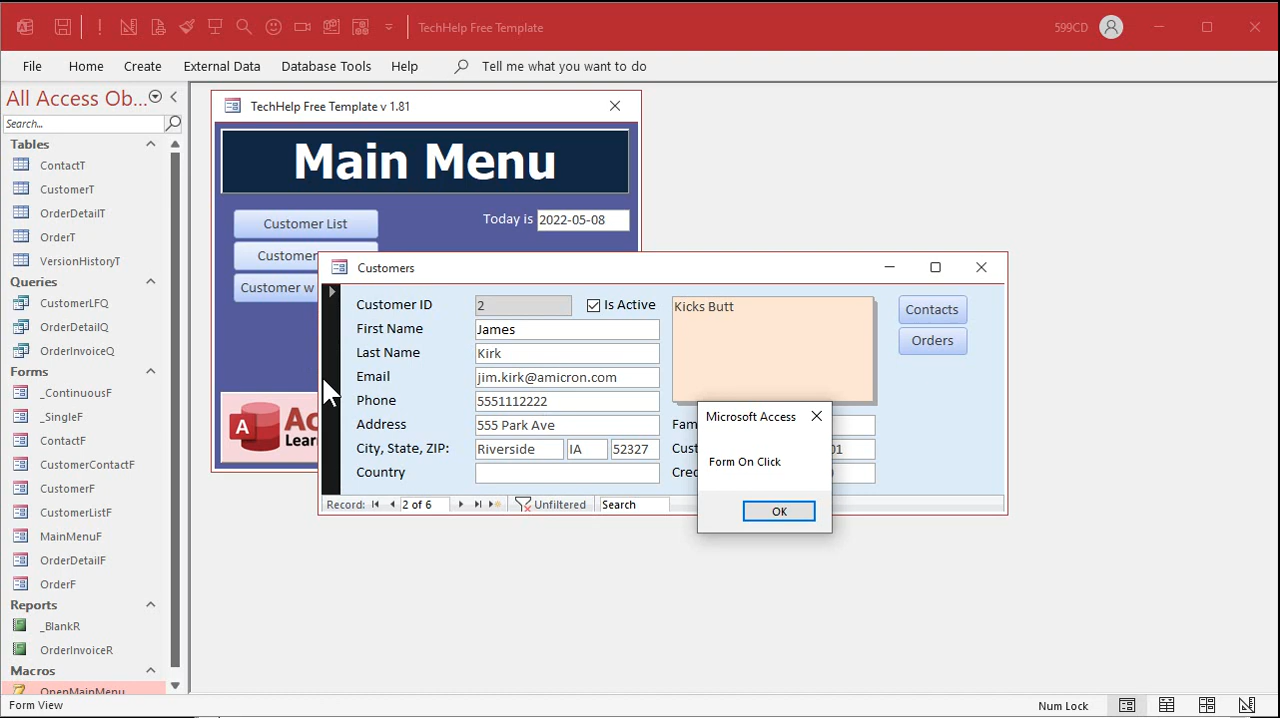 TechHelp Free Template
599CD
File
Home
Create
External Data
Database Tools
Help
Tell me what you want to do
All Access Ob...
Search...
Tables
ContactT
CustomerT
OrderDetailT
OrderT
VersionHistoryT
Queries
CustomerLFQ
OrderDetailQ
OrderInvoiceQ
Forms
_ContinuousF
_SingleF
ContactF
CustomerContactF
CustomerF
CustomerListF
MainMenuF
OrderDetailF
OrderF
Reports
_BlankR
OrderInvoiceR
Macros
OpenMainMenu
TechHelp Free Template v 1.81
Main Menu
Customer List
Customer
Customer w
Today is 2022-05-08
A
Ac
Learn
Customers
Customer ID 2
Is Active
First Name James
Last Name Kirk
Email jim.kirk@amicron.com
Phone 5551112222
Address 555 Park Ave
City, State, ZIP: Riverside IA 52327
Country
Kicks Butt
Contacts
Orders
Fam
Cust 01
Cred 0
Record: 2 of 6 Unfiltered Search
Microsoft Access
Form On Click
OK
Form View
Num Lock